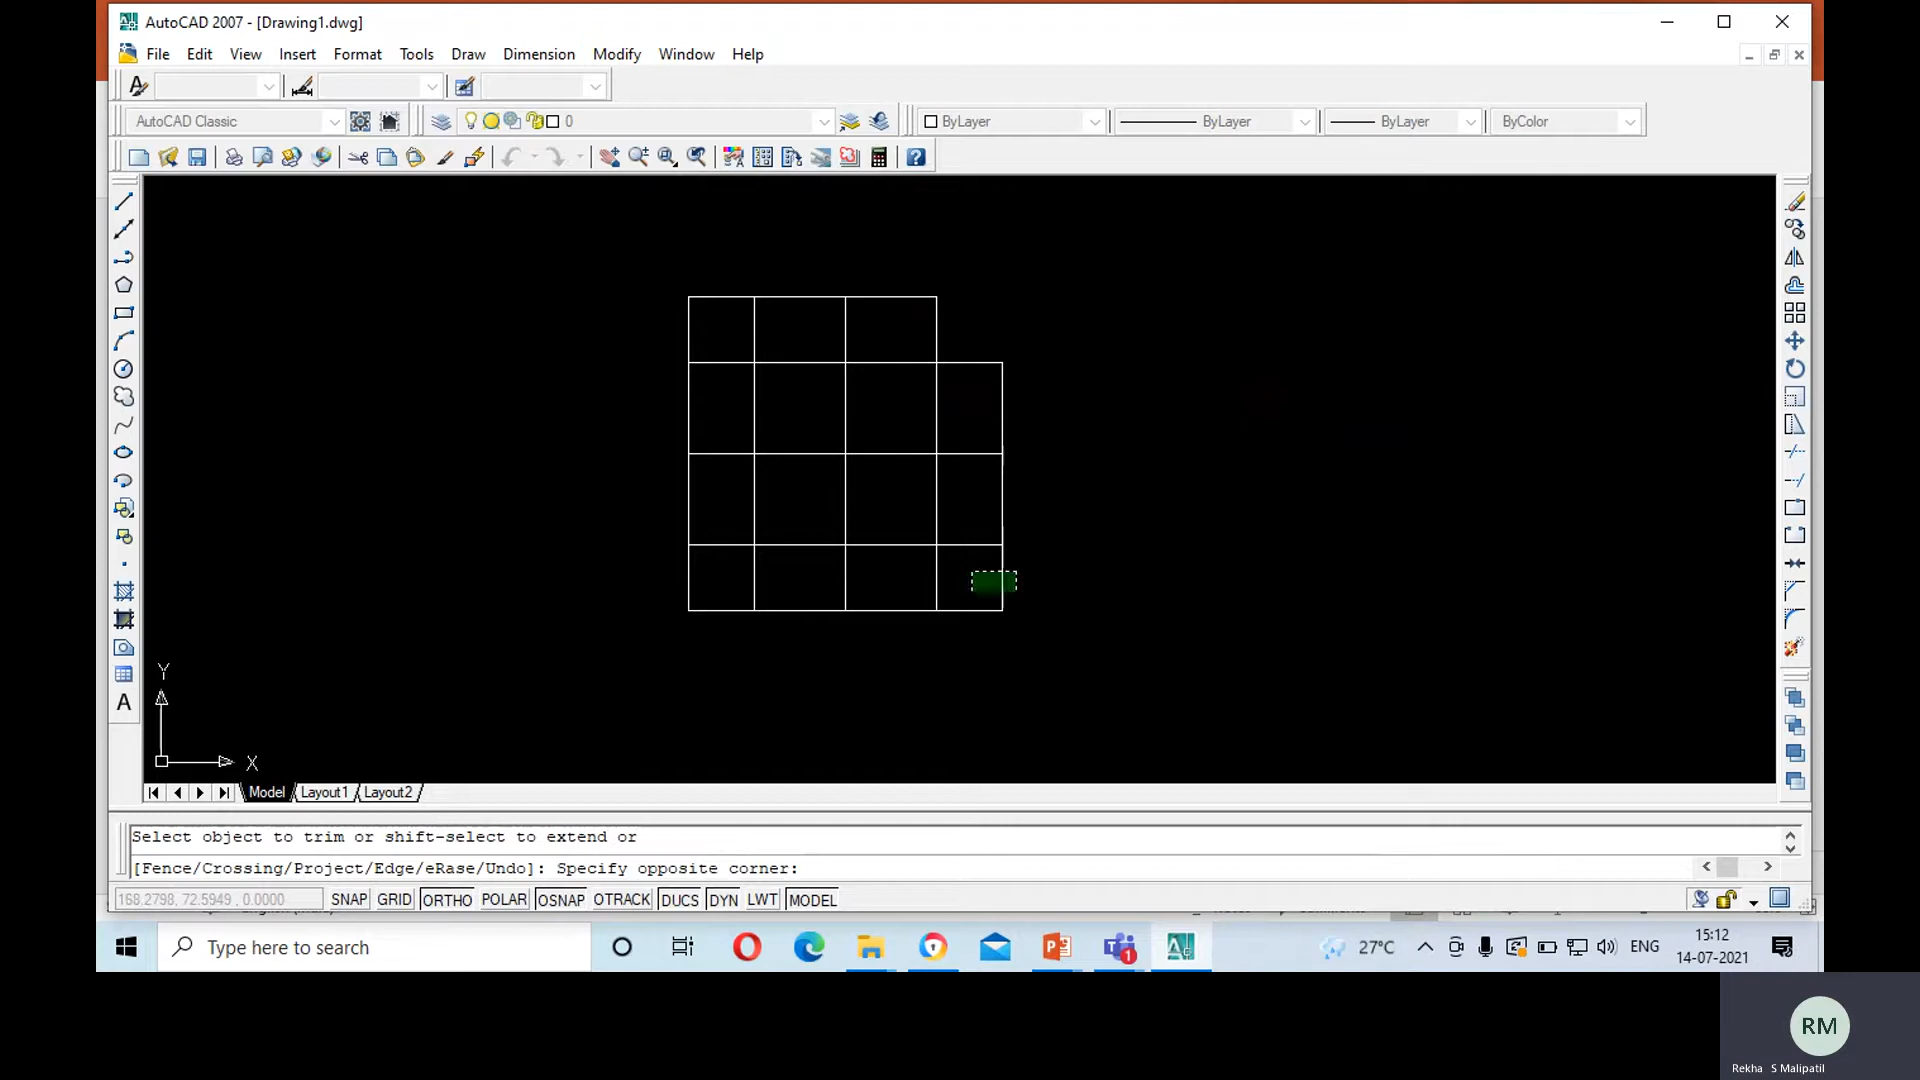 AutoCAD 2007 - [Drawing1.dwg]
File Edit View Insert Format Tools Draw Dimension Modify Window Help
AutoCAD Classic 0 ByLayer ByLayer ByLayer ByColor
A
Y
X
Model Layout1 Layout2
Select object to trim or shift-select to extend or
[Fence/Crossing/Project/Edge/eRase/Undo]: Specify opposite corner:
168.2798, 72.5949 , 0.0000 SNAP GRID ORTHO POLAR OSNAP OTRACK DUCS DYN LWT MODEL
Type here to search 1 27°C ENG 15:12
14-07-2021
RM
Rekha S Malipatil